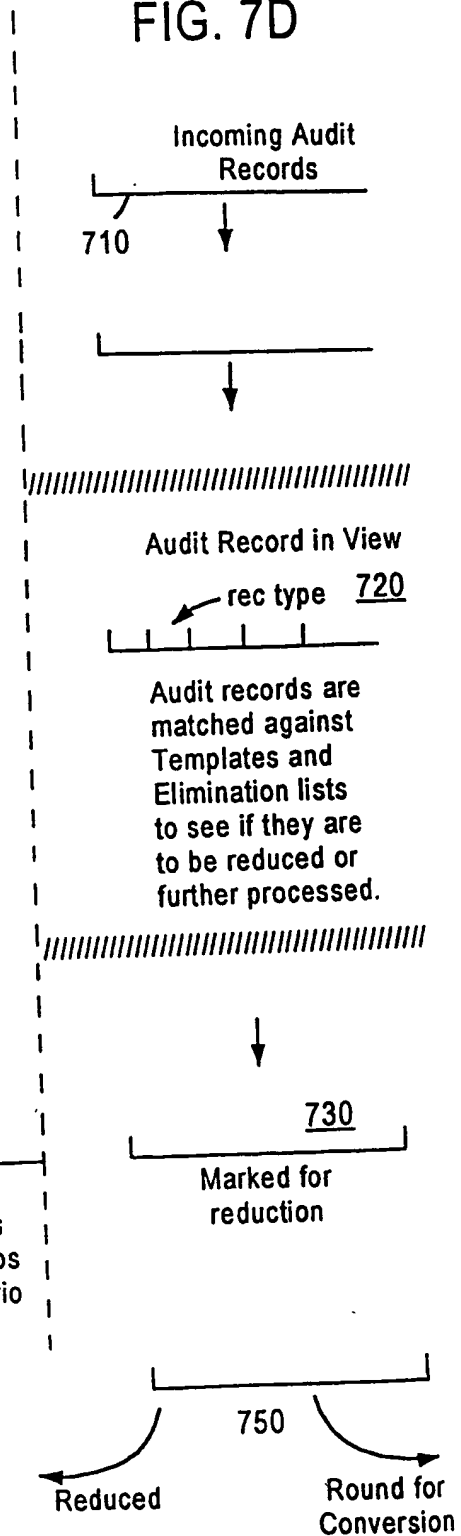 FIG. 7D
Incoming Audit
Records
710
Audit Record in View
rec type 720
Audit records are
matched against
Templates and
Elimination lists
to see if they are
to be reduced or
further processed.
730
Marked for
reduction
750
Reduced
Round for
Conversion